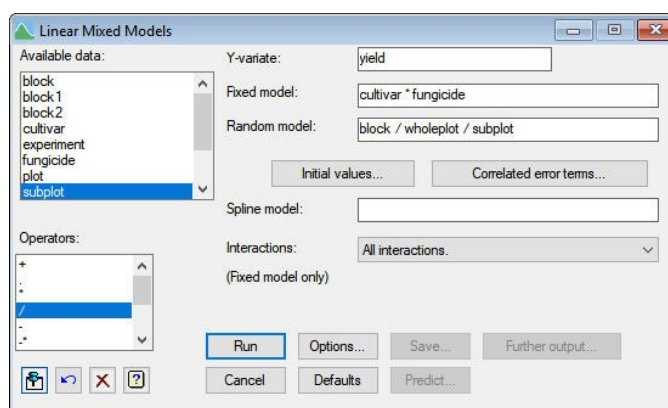 Linear Mixed Models
Available data:
block
block1
block2
cultivar
experiment
fungicide
plot
subplot
Operators:
+
.
*
/
-
-*
Y-variate: yield
Fixed model: cultivar * fungicide
Random model: block / wholeplot / subplot
Initial values... Correlated error terms...
Spline model:
Interactions: All interactions.
(Fixed model only)
Run Options... Save... Further output...
Cancel Defaults Predict...